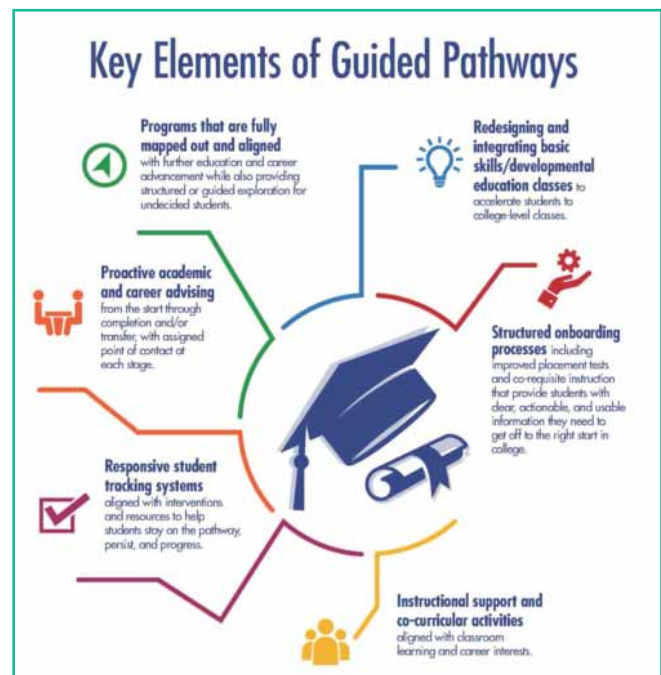 Key Elements of Guided Pathways
Programs that are fully
mapped out and aligned
with further education and career
advancement while also providing
structured or guided exploration for
undecided students.
Redesigning and
integrating basic
skills/developmental
education classes to
accelerate students to
college-level classes.
Proactive academic
and career advising
from the start through
completion and/or
transfer, with assigned
point of contact at
each stage.
Structured onboarding
processes including
improved placement tests
and co-requisite instruction
that provide students with
clear, actionable, and usable
information they need to
get off to the right start in
college.
Responsive student
tracking systems
aligned with interventions
and resources to help
students stay on the pathway,
persist, and progress.
Instructional support and
co-curricular activities
aligned with classroom
learning and career interests.